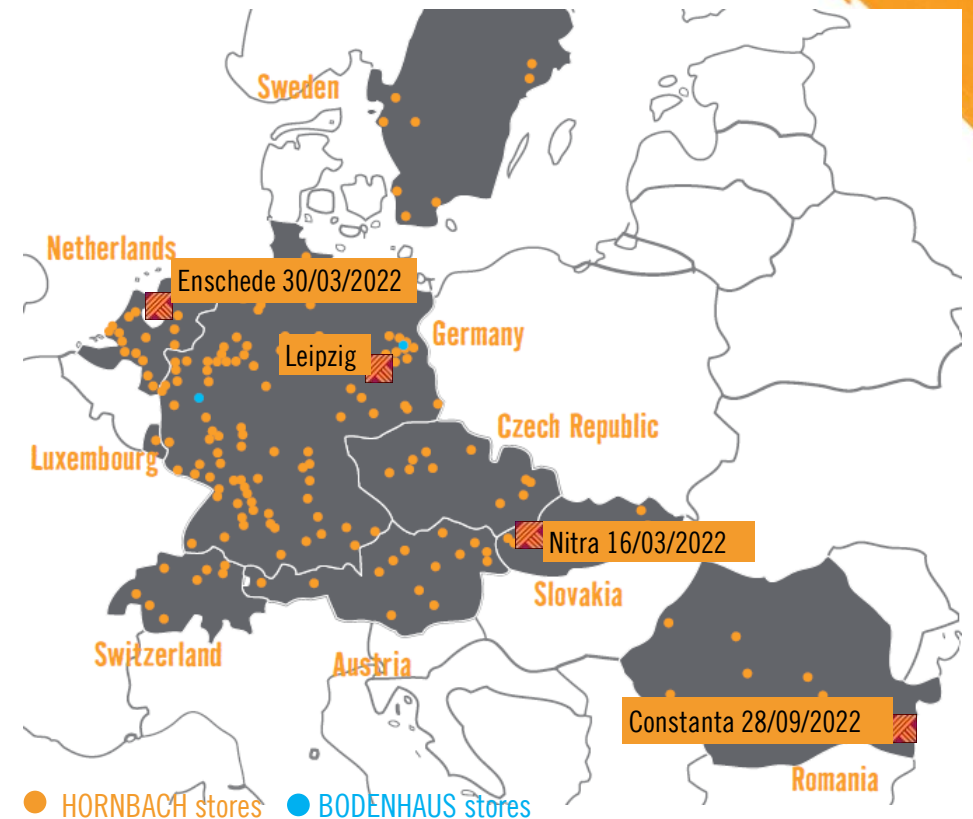 Sweden
Netherlands
Enschede 30/03/2022
Germany
Leipzig
Czech Republic
Luxembourg
Nitra 16/03/2022
Slovakia
Switzerland
Austria
Constanta 28/09/2022
Romania
HORNBACH stores BODENHAUS stores